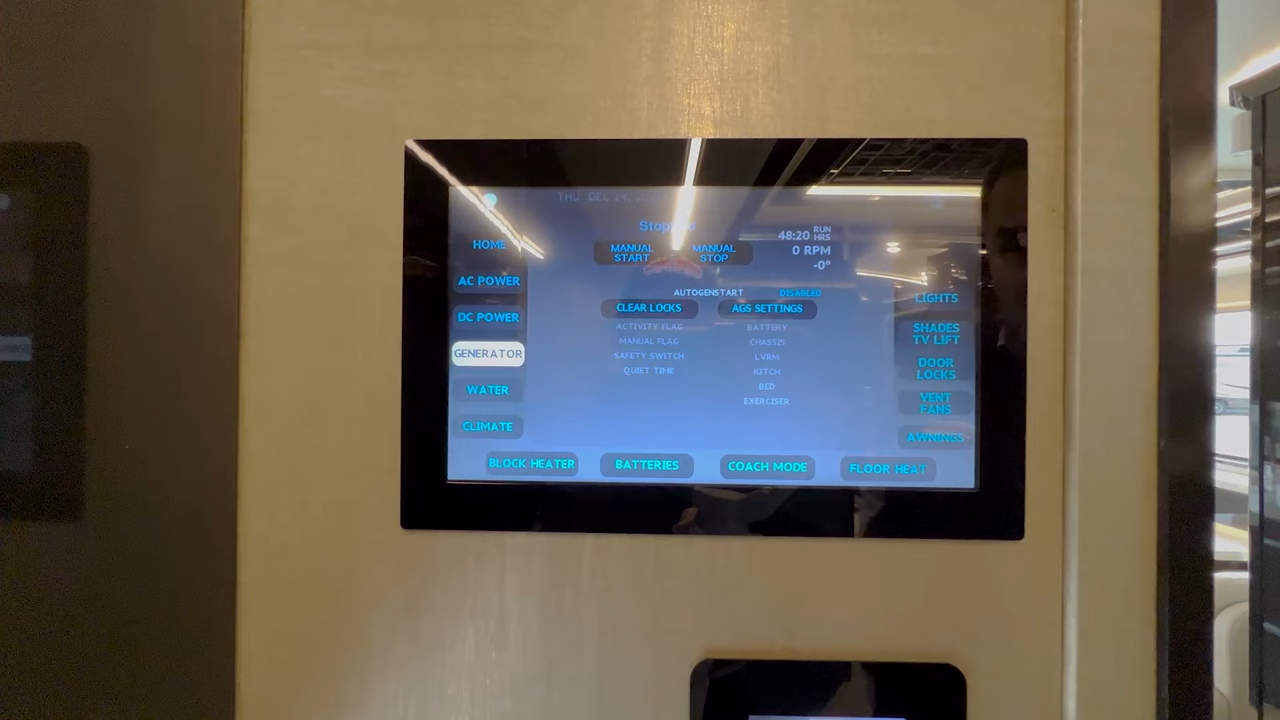 THU DEC 14, 20
HOME
AC POWER
DC POWER
GENERATOR
WATER
CLIMATE
MANUAL START
MANUAL STOP
48:20 RUN HRS
0 RPM
-0°
AUTOGENSTART DISABLED
CLEAR LOCKS
ACTIVITY FLAG
MANUAL FLAG
SAFETY SWITCH
QUIET TIME
AGS SETTINGS
BATTERY
CHASSIS
LVRM
KITCH
BED
EXERCISER
LIGHTS
SHADES
TV LIFT
DOOR
LOCKS
VENT
FANS
AWNINGS
BLOCK HEATER
BATTERIES
COACH MODE
FLOOR HEAT